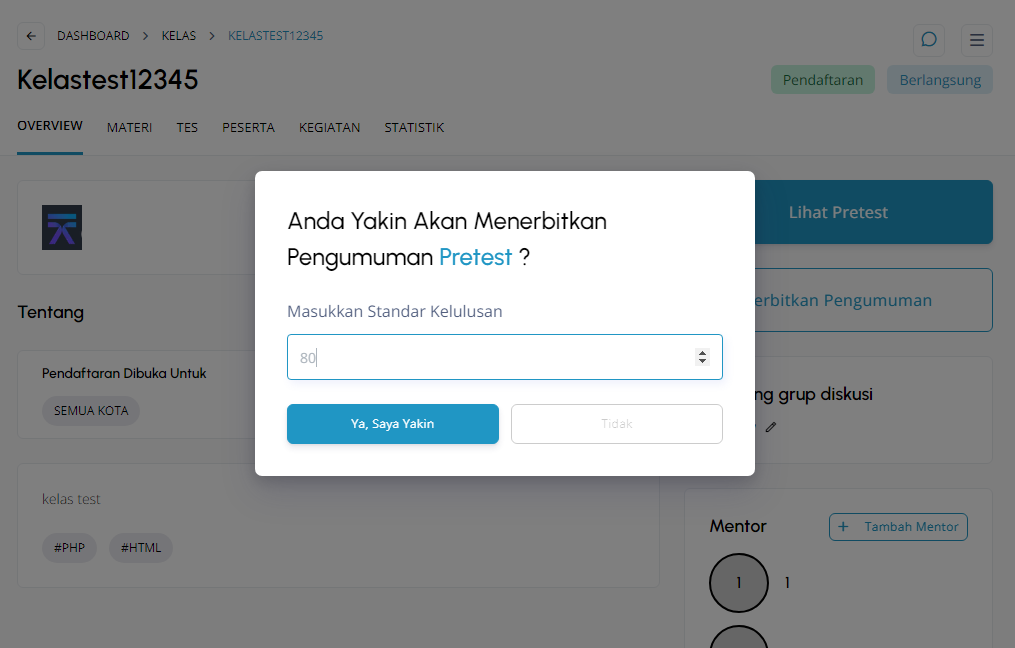 DASHBOARD > KELAS > KELASTEST12345
Kelastest12345
Pendaftaran Berlangsung
OVERVIEW MATERI TES PESERTA KEGIATAN STATISTIK
Anda Yakin Akan Menerbitkan
Pengumuman Pretest ?
Masukkan Standar Kelulusan
80
Ya, Saya Yakin Tidak
Lihat Pretest
erbitkan Pengumuman
Tentang
Pendaftaran Dibuka Untuk
SEMUA KOTA
ng grup diskusi
kelas test
#PHP #HTML
Mentor + Tambah Mentor
1 1